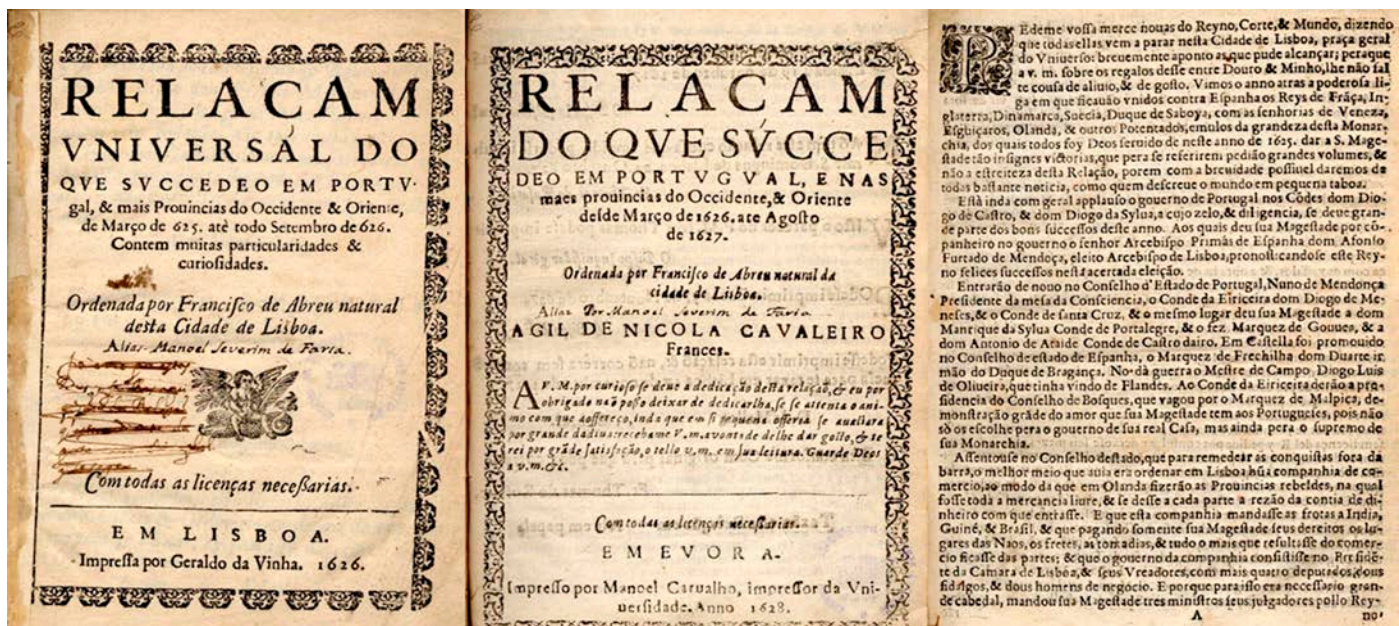 RELACAM
VNIVERSAL DO
QVE SVCCEDEO EM PORTV-
gal, & mais Prouincias do Occidente & Oriente,
de Março de 625. atè todo Setembro de 626.
Contem muitas particularidades &
curiosidades.
Ordenada por Francisco de Abreu natural
desta Cidade de Lisboa.
Alias Manoel Severim de Faria.
Com todas as licenças necessarias.
EM LISBOA.
Impressa por Geraldo da Vinha. 1626.
RELACAM
DO QVE SVCCE
DEO EM PORTVGVAL, E NAS
maes prouincias do Occidente, & Oriente
desde Março de 1626. ate Agosto
de 1627.
Ordenada por Francisco de Abreu natural da
cidade de Lisboa.
Alias Por Manoel Severim de Faria
A GIL DE NICOLA CAVALEIRO
Frances.
A V. M. por curioso se deue a dedicação desta relação, & eu por
obrigado não posso deixar de dedicarlha, se se attenta o ani
mo com que aoffereço, inda que em si pequena offerta se aualiara
por grande dadiua recebame V. m. avontade delhe dar gosto, & te
rei por grãde satisfação, o tello v. m. em sua leitura. Guarde Deos
a v. m. &c.
Com todas as licenças necessarias.
EM EVORA.
Impresso por Manoel Carualho, impressor da Vni-
uersidade. Anno 1628.
PEdeme vossa merce nouas do Reyno, Corte, & Mundo, dizendo
que todas ellas vem a parar nesta Cidade de Lisboa, praça geral
do Vniuerso: breuemente aponto as que pude alcançar; peraque
a v. m. sobre os regalos desse entre Douro & Minho, lhe não fal
te cousa de aliuio, & de gosto. Vimos o anno atras a poderosa li-
ga em que ficauão vnidos contra Espanha os Reys de Frãça, In-
glaterra, Dinamarca, Suecia, Duque de Saboya, com as senhorias de Veneza,
Esguiçaros, Olanda, & outros Potentados, emulos da grandeza desta Monar-
chia, dos quais todos foy Deos seruido de neste anno de 1625. dar a S. Mage-
stade tão insignes victorias, que pera se referirem pedião grandes volumes, &
não a estreiteza desta Relação, porem com a breuidade possiuel daremos de
todas bastante noticia, como quem descreue o mundo em pequena taboa.
Està inda com geral applauso o gouerno de Portugal nos Cõdes dom Dio-
go de Castro, & dom Diogo da Sylua, a cujo zelo, & diligencia, se deue gran-
de parte dos bons successos deste anno. Aos quais deu sua Magestade por cõ-
panheiro no gouerno o senhor Arcebispo Primàs de Espanha dom Afonso
Furtado de Mendoça, eleito Arcebispo de Lisboa, pronosticandose este Rey-
no felices successos nesta acertada eleição.
Entrarão de nouo no Conselho d'Estado de Portugal, Nuno de Mendonça
Presidente da mesa da Consciencia, o Conde da Eiriceira dom Diogo de Me-
neses, & o Conde de santa Cruz, & o mesmo lugar deu sua Magestade a dom
Manrique da Sylua Conde de Portalegre, & o fez Marquez de Gouuea, & a
dom Antonio de Ataide Conde de Castro dairo. Em Castella foi promouido
no Conselho de estado de Espanha, o Marquez de Frechilha dom Duarte ir
mão do Duque de Bragança. No dà guerra o Mestre de Campo Diogo Luis
de Oliueira, que tinha vindo de Flandes. Ao Conde da Eiriceira derão a pre
sidencia do Conselho de Bosques, que vagou por o Marquez de Malpica, de-
monstração grãde do amor que sua Magestade tem aos Portugueses, pois não
só os escolhe pera o gouerno de sua real Casa, mas ainda pera o supremo de
sua Monarchia.
Assentouse no Conselho destado, que para remedear as conquistas fora da
barra, o melhor meio que auia era ordenar em Lisboa hũa companhia de co-
mercio, ao modo da que em Olanda fizerão as Prouincias rebeldes, na qual
fosse toda a mercancia liure, & se desse a cada parte a rezão da contia de di-
nheiro com que entrasse. E que esta companhia mandasse as frotas a India,
Guinè, & Brasil, & que pagando somente sua Magestade seus dereitos os lu-
gares das Naos, os fretes, as tomadias, & tudo o mais que resultasse do comer-
cio ficasse das partes; & que o gouerno da companhia consistisse no Preside-
te da Camara de Lisboa, & seus Vreadores, com mais quatro deputados, dous
fidalgos, & dous homens de negocio. E porque para isso era necessario gran-
de cabedal, mandou sua Magestade tres ministros seus julgadores pollo Rey-
A no,